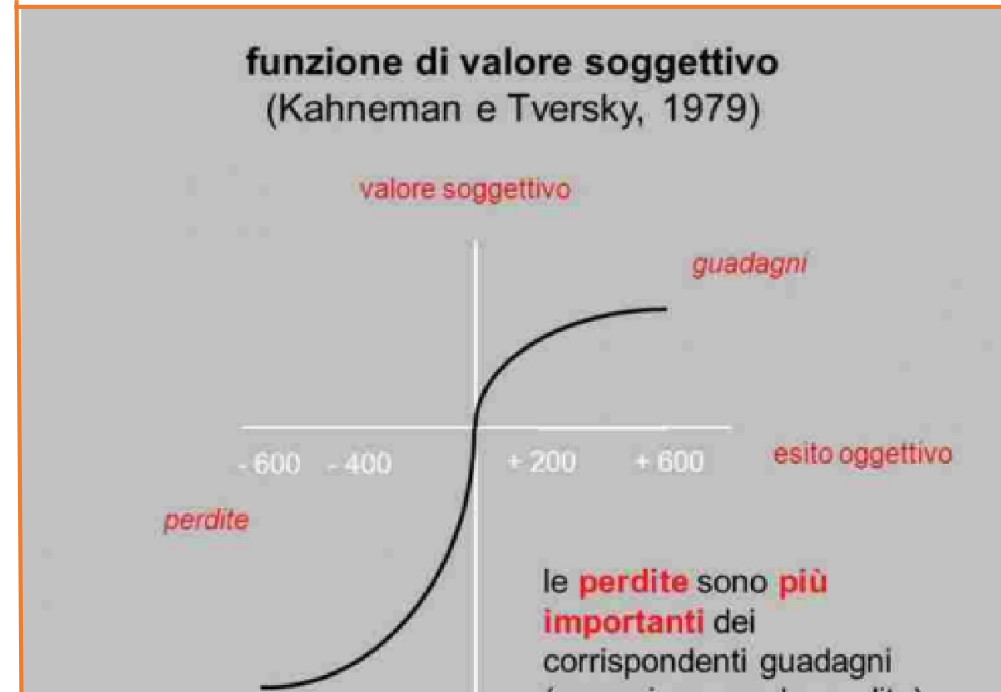 funzione di valore soggettivo
(Kahneman e Tversky, 1979)
valore soggettivo
guadagni
- 600 - 400 + 200 + 600
esito oggettivo
perdite
le perdite sono più
importanti dei
corrispondenti guadagni